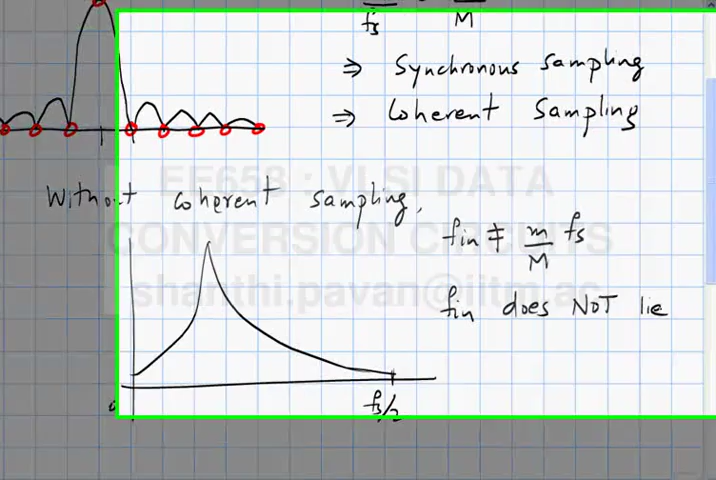 fs M
⇒ Synchronous Sampling
⇒ Coherent Sampling
EE658 : VLSI DATA
Without coherent sampling,
CONVERSION CIRCUITS
fin ≠ m/M fs
shanthi.pavan@iitm.ac
fin does NOT lie
fs/2